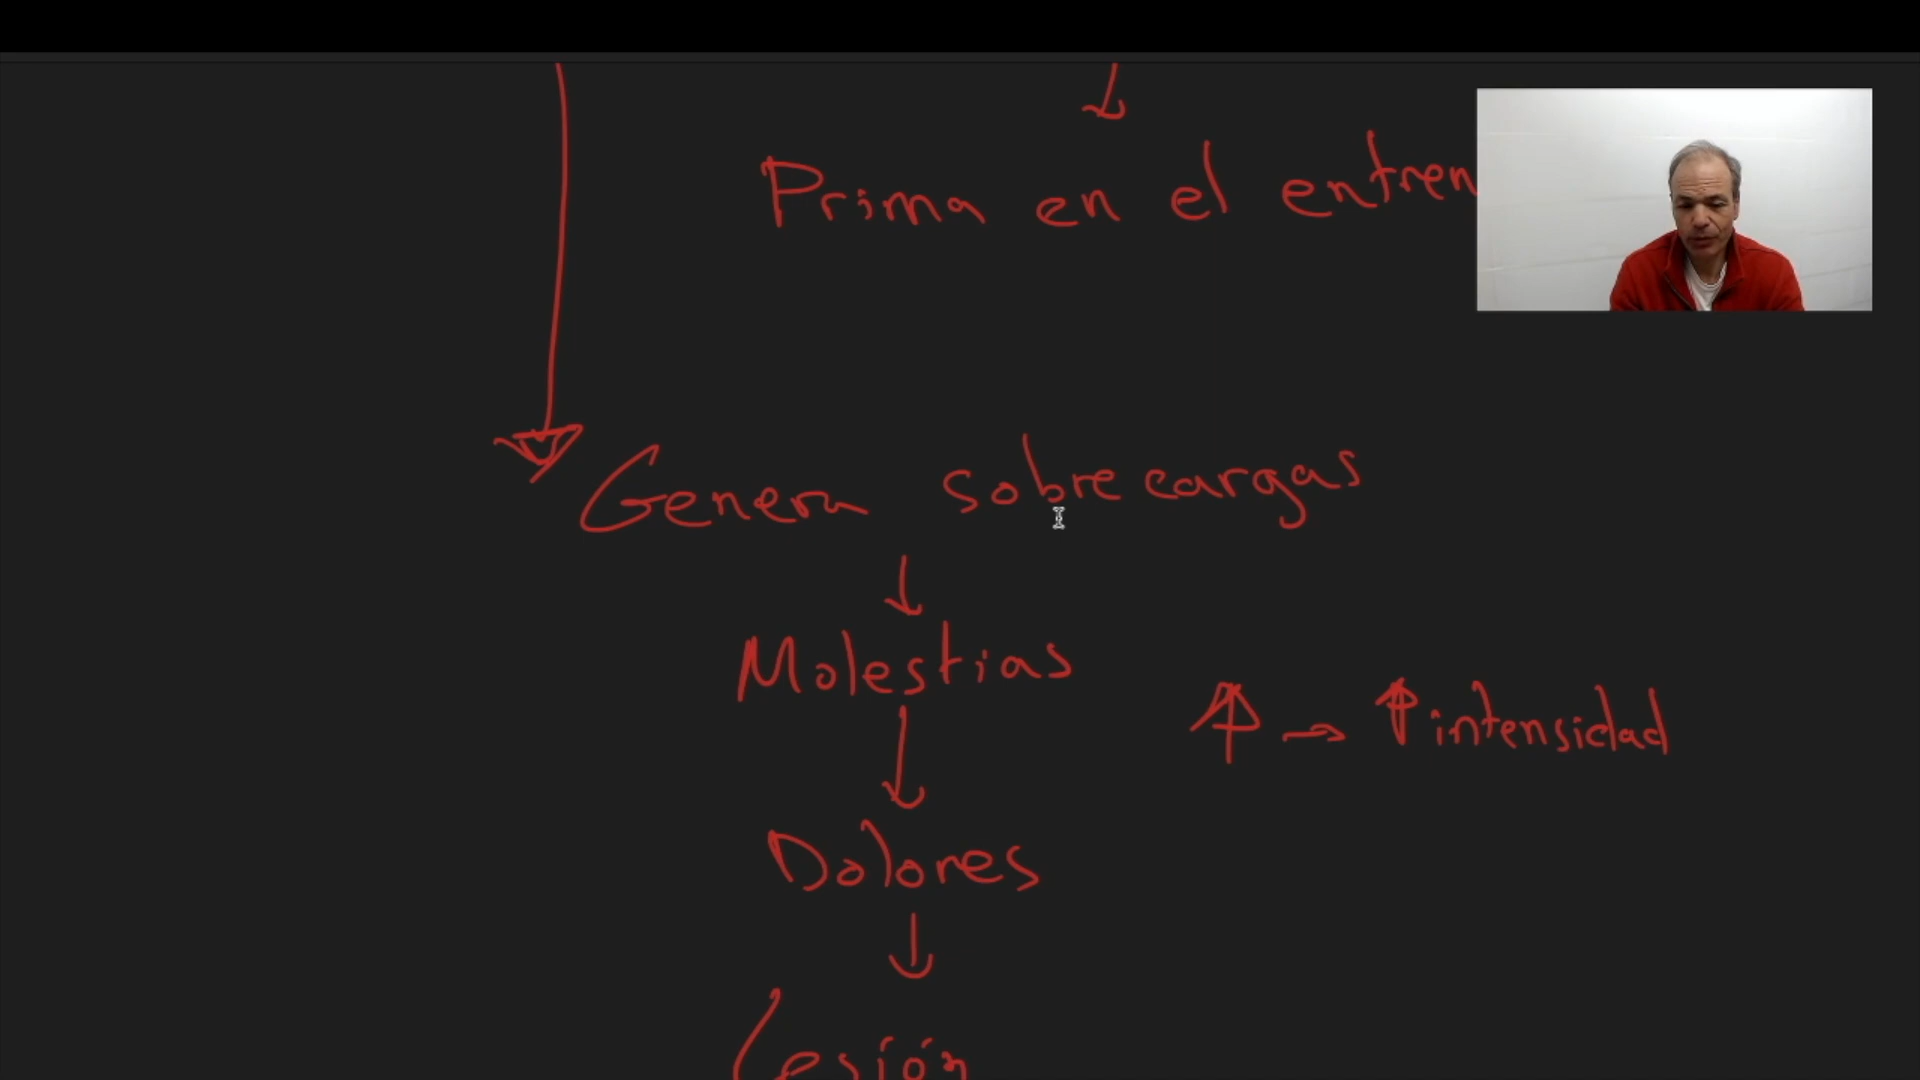 Prima en el entren
Genera sobrecargas
Molestias
↑ → ↑ intensidad
Dolores
Lesión